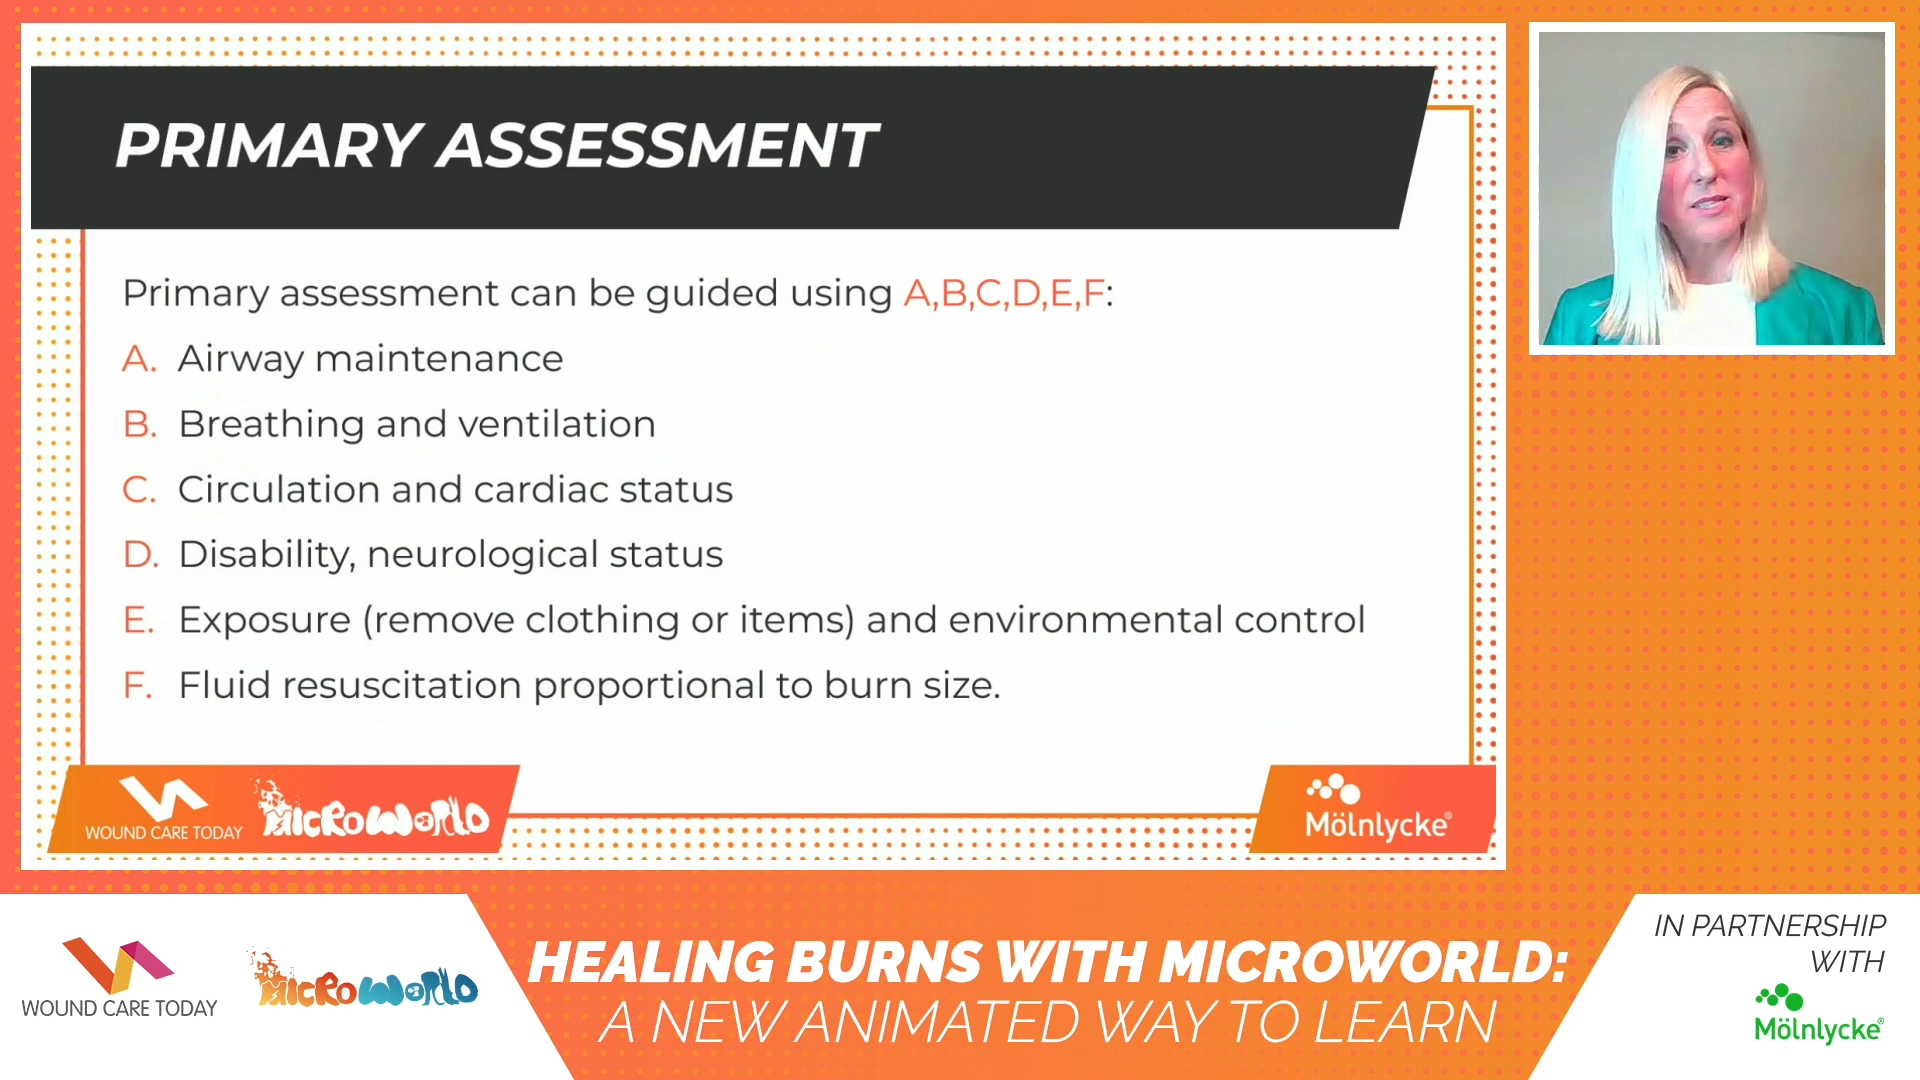 PRIMARY ASSESSMENT
Primary assessment can be guided using A,B,C,D,E,F:
A. Airway maintenance
B. Breathing and ventilation
C. Circulation and cardiac status
D. Disability, neurological status
E. Exposure (remove clothing or items) and environmental control
F. Fluid resuscitation proportional to burn size.
WOUND CARE TODAY
MICROWORLD
Mölnlycke®
WOUND CARE TODAY
MICROWORLD
HEALING BURNS WITH MICROWORLD:
A NEW ANIMATED WAY TO LEARN
IN PARTNERSHIP
WITH
Mölnlycke®